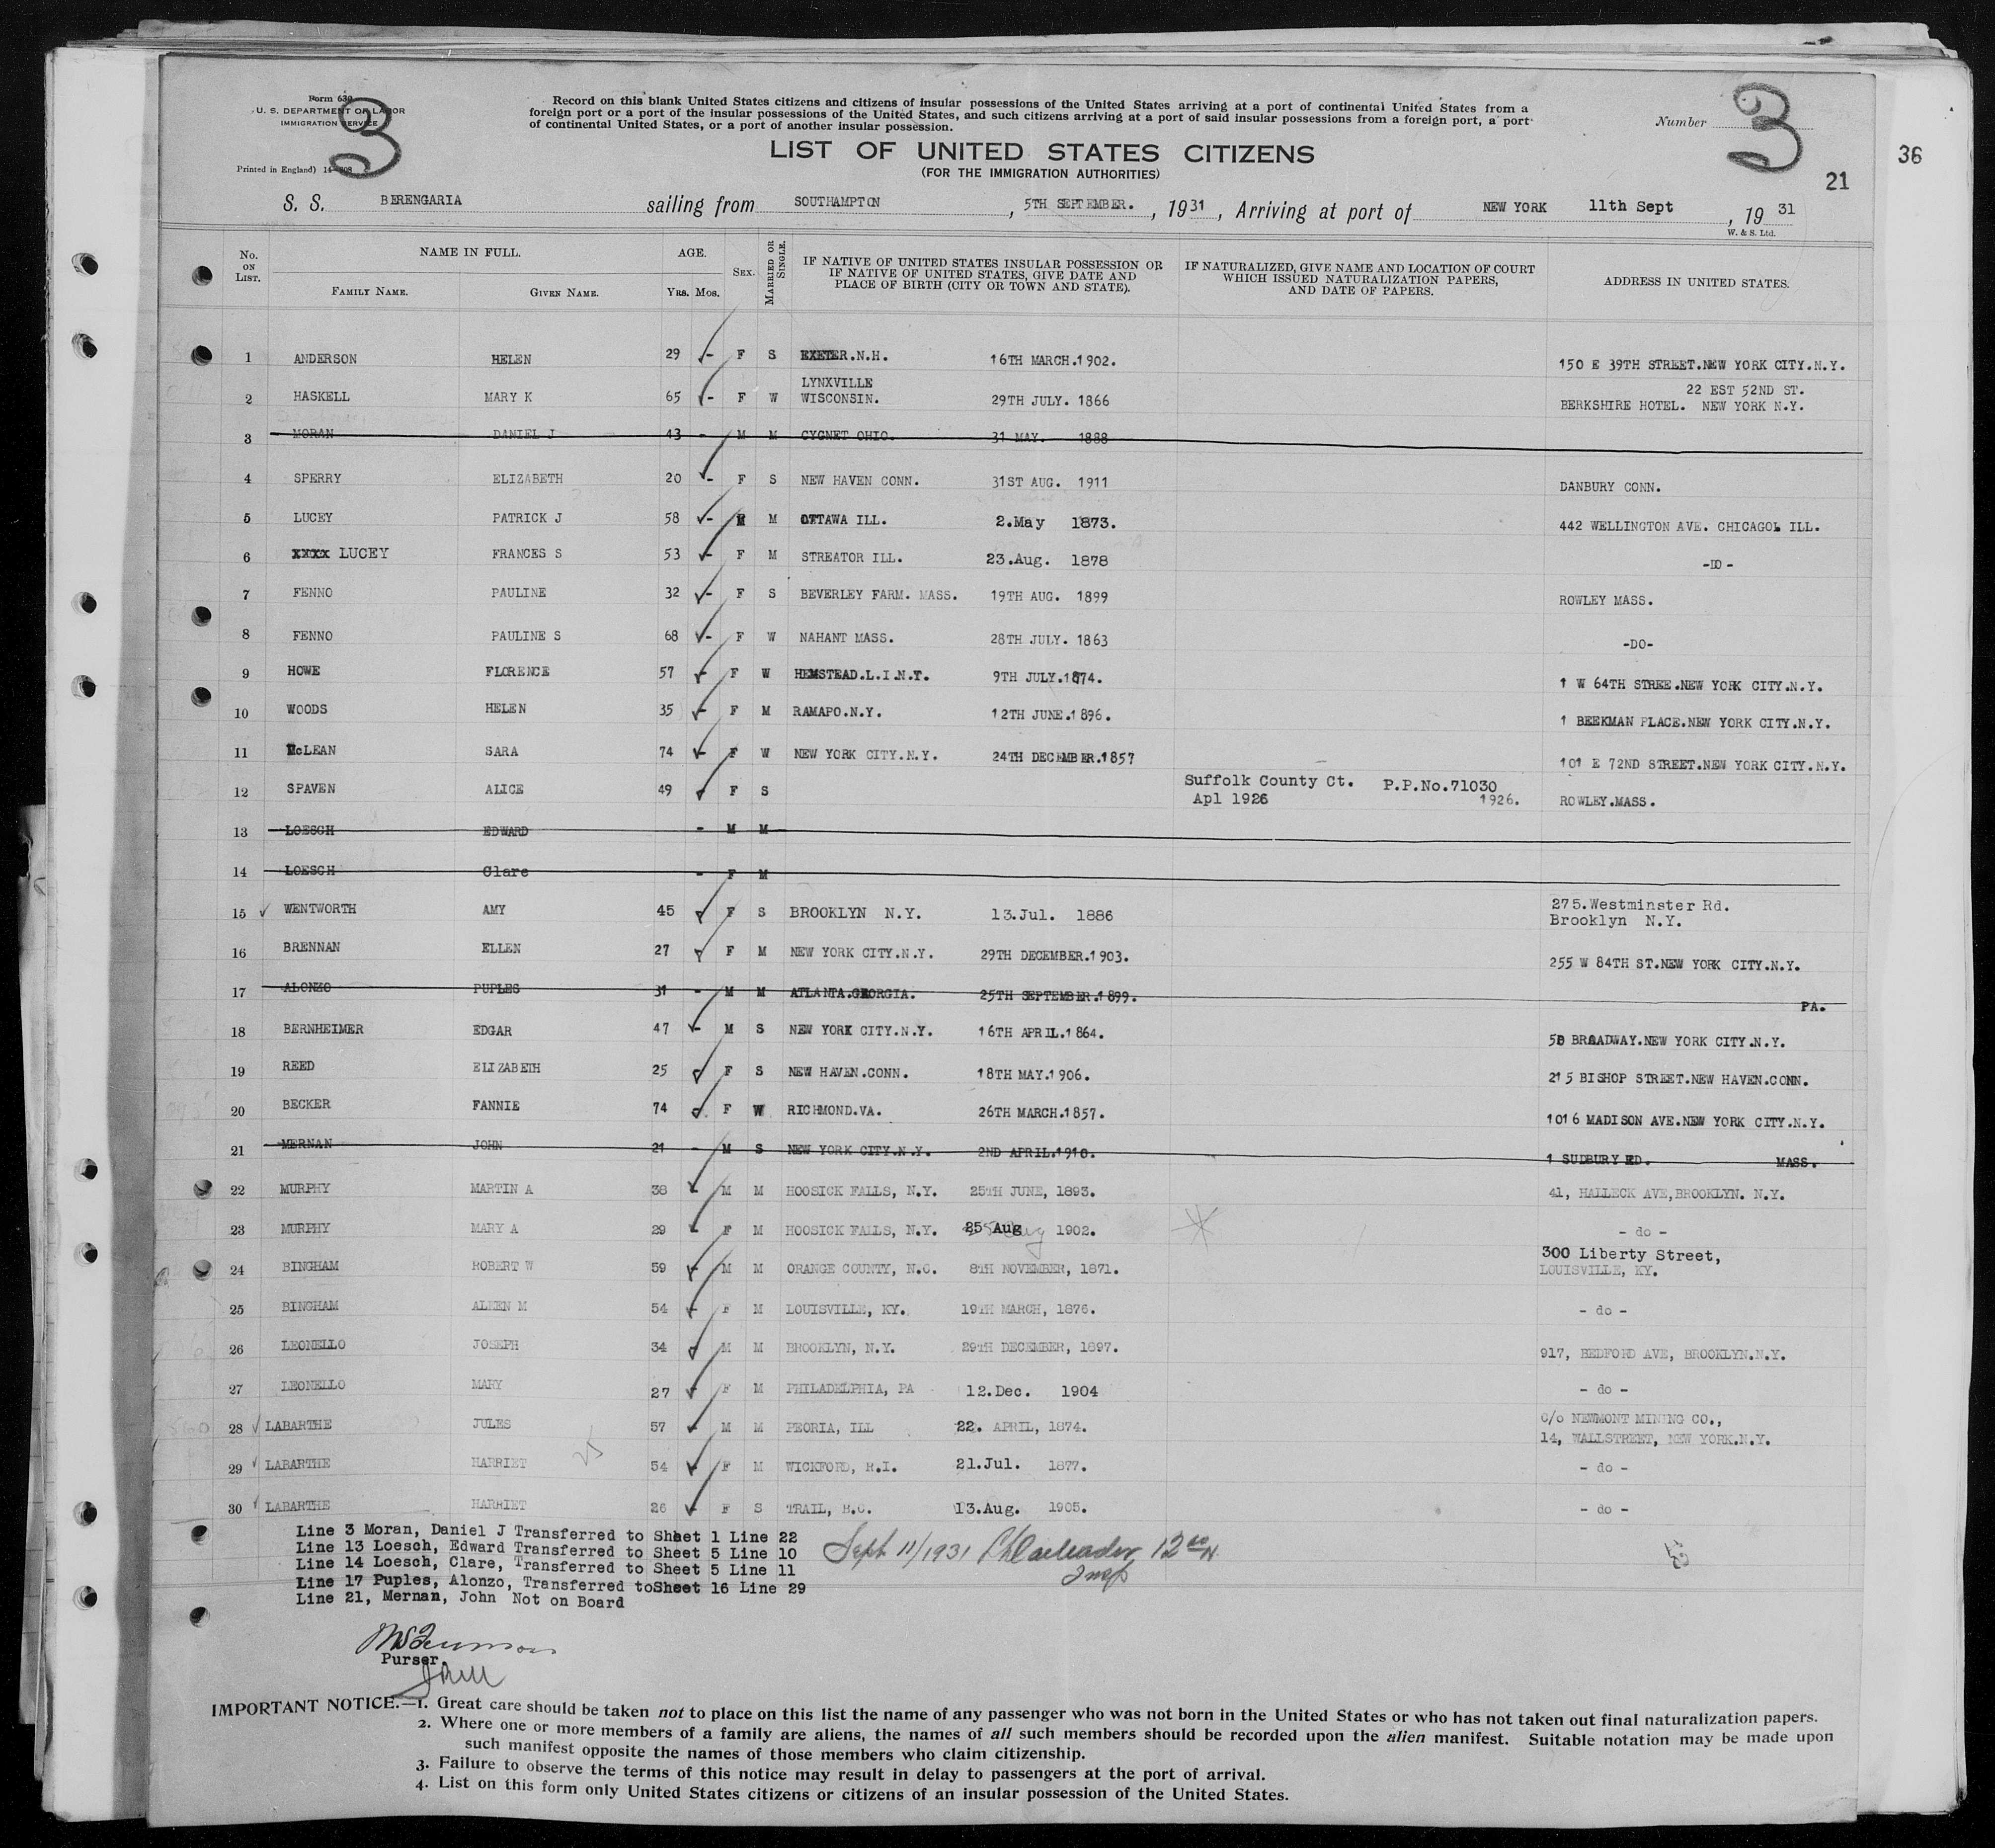 Form 630
U. S. DEPARTMENT OF LABOR
IMMIGRATION SERVICE
Printed in England)
3
Record on this blank United States citizens and citizens of insular possessions of the United States arriving at a port of continental United States from a
foreign port or a port of the insular possessions of the United States, and such citizens arriving at a port of said insular possessions from a foreign port, a port
of continental United States, or a port of another insular possession.
Number 3
LIST OF UNITED STATES CITIZENS
(FOR THE IMMIGRATION AUTHORITIES)
36
21
S. S. BERENGARIA sailing from SOUTHAMPTON, 5TH SEPTEMBER., 1931, Arriving at port of NEW YORK 11th Sept, 19 31
W. & S. Ltd.
No. ON LIST. NAME IN FULL. AGE. SEX. MARRIED OR SINGLE. IF NATIVE OF UNITED STATES INSULAR POSSESSION OR IF NATIVE OF UNITED STATES, GIVE DATE AND PLACE OF BIRTH (CITY OR TOWN AND STATE). IF NATURALIZED, GIVE NAME AND LOCATION OF COURT WHICH ISSUED NATURALIZATION PAPERS, AND DATE OF PAPERS. ADDRESS IN UNITED STATES.
FAMILY NAME. GIVEN NAME. YRS. MOS.
1 ANDERSON HELEN 29 - F S EXETER.N.H. 16TH MARCH.1902. 150 E 39TH STREET.NEW YORK CITY.N.Y.
2 HASKELL MARY K 65 - F W LYNXVILLE WISCONSIN. 29TH JULY. 1866 22 EST 52ND ST. BERKSHIRE HOTEL. NEW YORK N.Y.
3 MORAN DANIEL J 43 - M M CYGNET OHIO. 31 MAY. 1888
4 SPERRY ELIZABETH 20 - F S NEW HAVEN CONN. 31ST AUG. 1911 DANBURY CONN.
5 LUCEY PATRICK J 58 - M M OTTAWA ILL. 2.May 1873. 442 WELLINGTON AVE. CHICAGO. ILL.
6 xxxx LUCEY FRANCES S 53 - F M STREATOR ILL. 23.Aug. 1878 -DO-
7 FENNO PAULINE 32 - F S BEVERLEY FARM. MASS. 19TH AUG. 1899 ROWLEY MASS.
8 FENNO PAULINE S 68 - F W NAHANT MASS. 28TH JULY. 1863 -DO-
9 HOWE FLORENCE 57 - F W HEMSTEAD.L.I.N.Y. 9TH JULY.1874. 1 W 64TH STREE.NEW YORK CITY.N.Y.
10 WOODS HELEN 35 - F M RAMAPO.N.Y. 12TH JUNE.1896. 1 BEEKMAN PLACE.NEW YORK CITY.N.Y.
11 McLEAN SARA 74 - F W NEW YORK CITY.N.Y. 24TH DECEMBER.1857 101 E 72ND STREET.NEW YORK CITY.N.Y.
12 SPAVEN ALICE 49 F S Suffolk County Ct. P.P.No.71030 Apl 1926 1926. ROWLEY.MASS.
13 LOESCH EDWARD - M M
14 LOESCH Clare - F M
15 WENTWORTH AMY 45 F S BROOKLYN N.Y. 13.Jul. 1886 275.Westminster Rd. Brooklyn N.Y.
16 BRENNAN ELLEN 27 F M NEW YORK CITY.N.Y. 29TH DECEMBER.1903. 255 W 84TH ST.NEW YORK CITY.N.Y.
17 ALONZO PUPLES 31 - M M ATLANTA.GEORGIA. 25TH SEPTEMBER.1899. PA.
18 BERNHEIMER EDGAR 47 - M S NEW YORK CITY.N.Y. 16TH APRIL.1864. 50 BROADWAY.NEW YORK CITY.N.Y.
19 REED ELIZABETH 25 F S NEW HAVEN.CONN. 18TH MAY.1906. 215 BISHOP STREET.NEW HAVEN.CONN.
20 BECKER FANNIE 74 F W RICHMOND.VA. 26TH MARCH.1857. 1016 MADISON AVE.NEW YORK CITY.N.Y.
21 MERNAN JOHN 21 - M S NEW YORK CITY.N.Y. 2ND APRIL.1910. 1 SUDBURY RD. MASS.
22 MURPHY MARTIN A 38 M M HOOSICK FALLS, N.Y. 25TH JUNE, 1893. 41, HALLECK AVE,BROOKLYN. N.Y.
23 MURPHY MARY A 29 F M HOOSICK FALLS, N.Y. 25 Aug 1902. - do -
24 BINGHAM ROBERT W 59 M M ORANGE COUNTY, N.C. 8TH NOVEMBER, 1871. 300 Liberty Street, LOUISVILLE, KY.
25 BINGHAM ALEEN M 54 F M LOUISVILLE, KY. 19TH MARCH, 1876. - do -
26 LEONELLO JOSEPH 34 M M BROOKLYN, N.Y. 29TH DECEMBER, 1897. 917, BEDFORD AVE, BROOKLYN.N.Y.
27 LEONELLO MARY 27 F M PHILADELPHIA, PA 12.Dec. 1904 - do -
28 LABARTHE JULES 57 M M PEORIA, ILL 22. APRIL, 1874. C/o NEWMONT MINING CO., 14, WALLSTREET, NEW YORK.N.Y.
29 LABARTHE HARRIET 54 F M WICKFORD, R.I. 21.Jul. 1877. - do -
30 LABARTHE HARRIET 26 F S TRAIL, B.C. 13.Aug. 1905. - do -
Line 3 Moran, Daniel J Transferred to Sheet 1 Line 22
Line 13 Loesch, Edward Transferred to Sheet 5 Line 10
Line 14 Loesch, Clare, Transferred to Sheet 5 Line 11
Line 17 Puples, Alonzo, Transferred toSheet 16 Line 29
Line 21, Mernan, John Not on Board
Sept 11/1931 12 00 N
Insp
Purser.
IMPORTANT NOTICE.—1. Great care should be taken not to place on this list the name of any passenger who was not born in the United States or who has not taken out final naturalization papers.
2. Where one or more members of a family are aliens, the names of all such members should be recorded upon the alien manifest. Suitable notation may be made upon
such manifest opposite the names of those members who claim citizenship.
3. Failure to observe the terms of this notice may result in delay to passengers at the port of arrival.
4. List on this form only United States citizens or citizens of an insular possession of the United States.